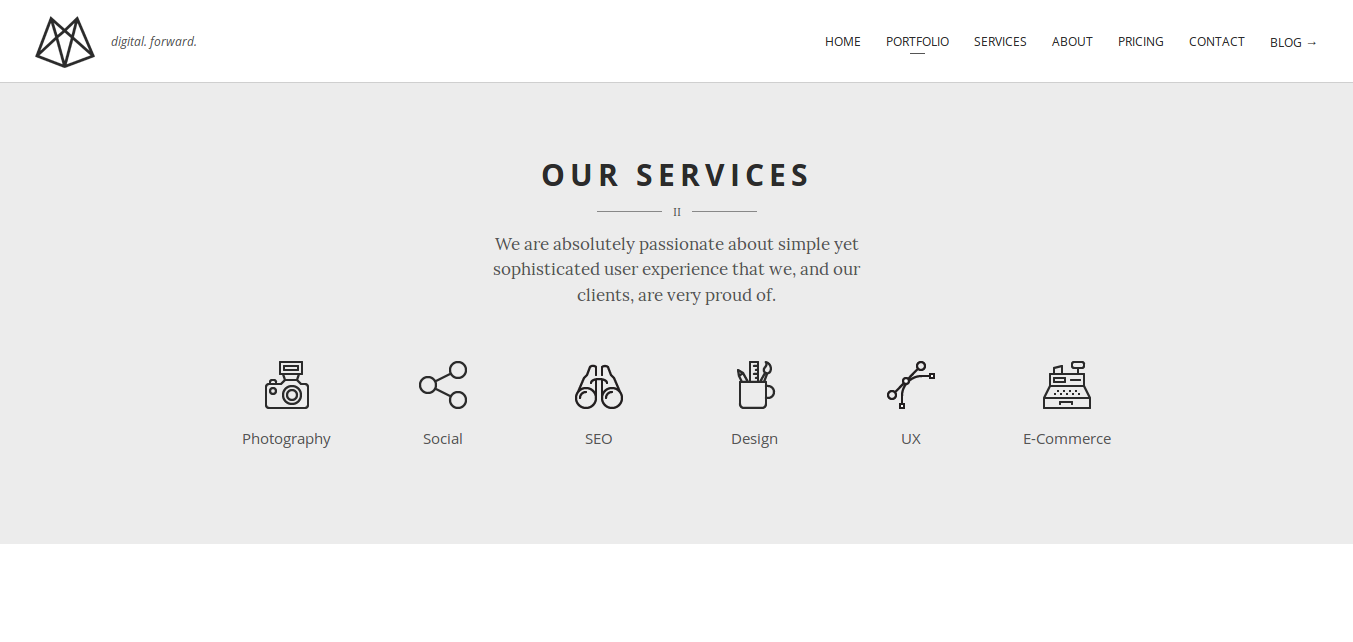 digital. forward.
HOME PORTFOLIO SERVICES ABOUT PRICING CONTACT BLOG →
OUR SERVICES
II
We are absolutely passionate about simple yet
sophisticated user experience that we, and our
clients, are very proud of.
Photography Social SEO Design UX E-Commerce